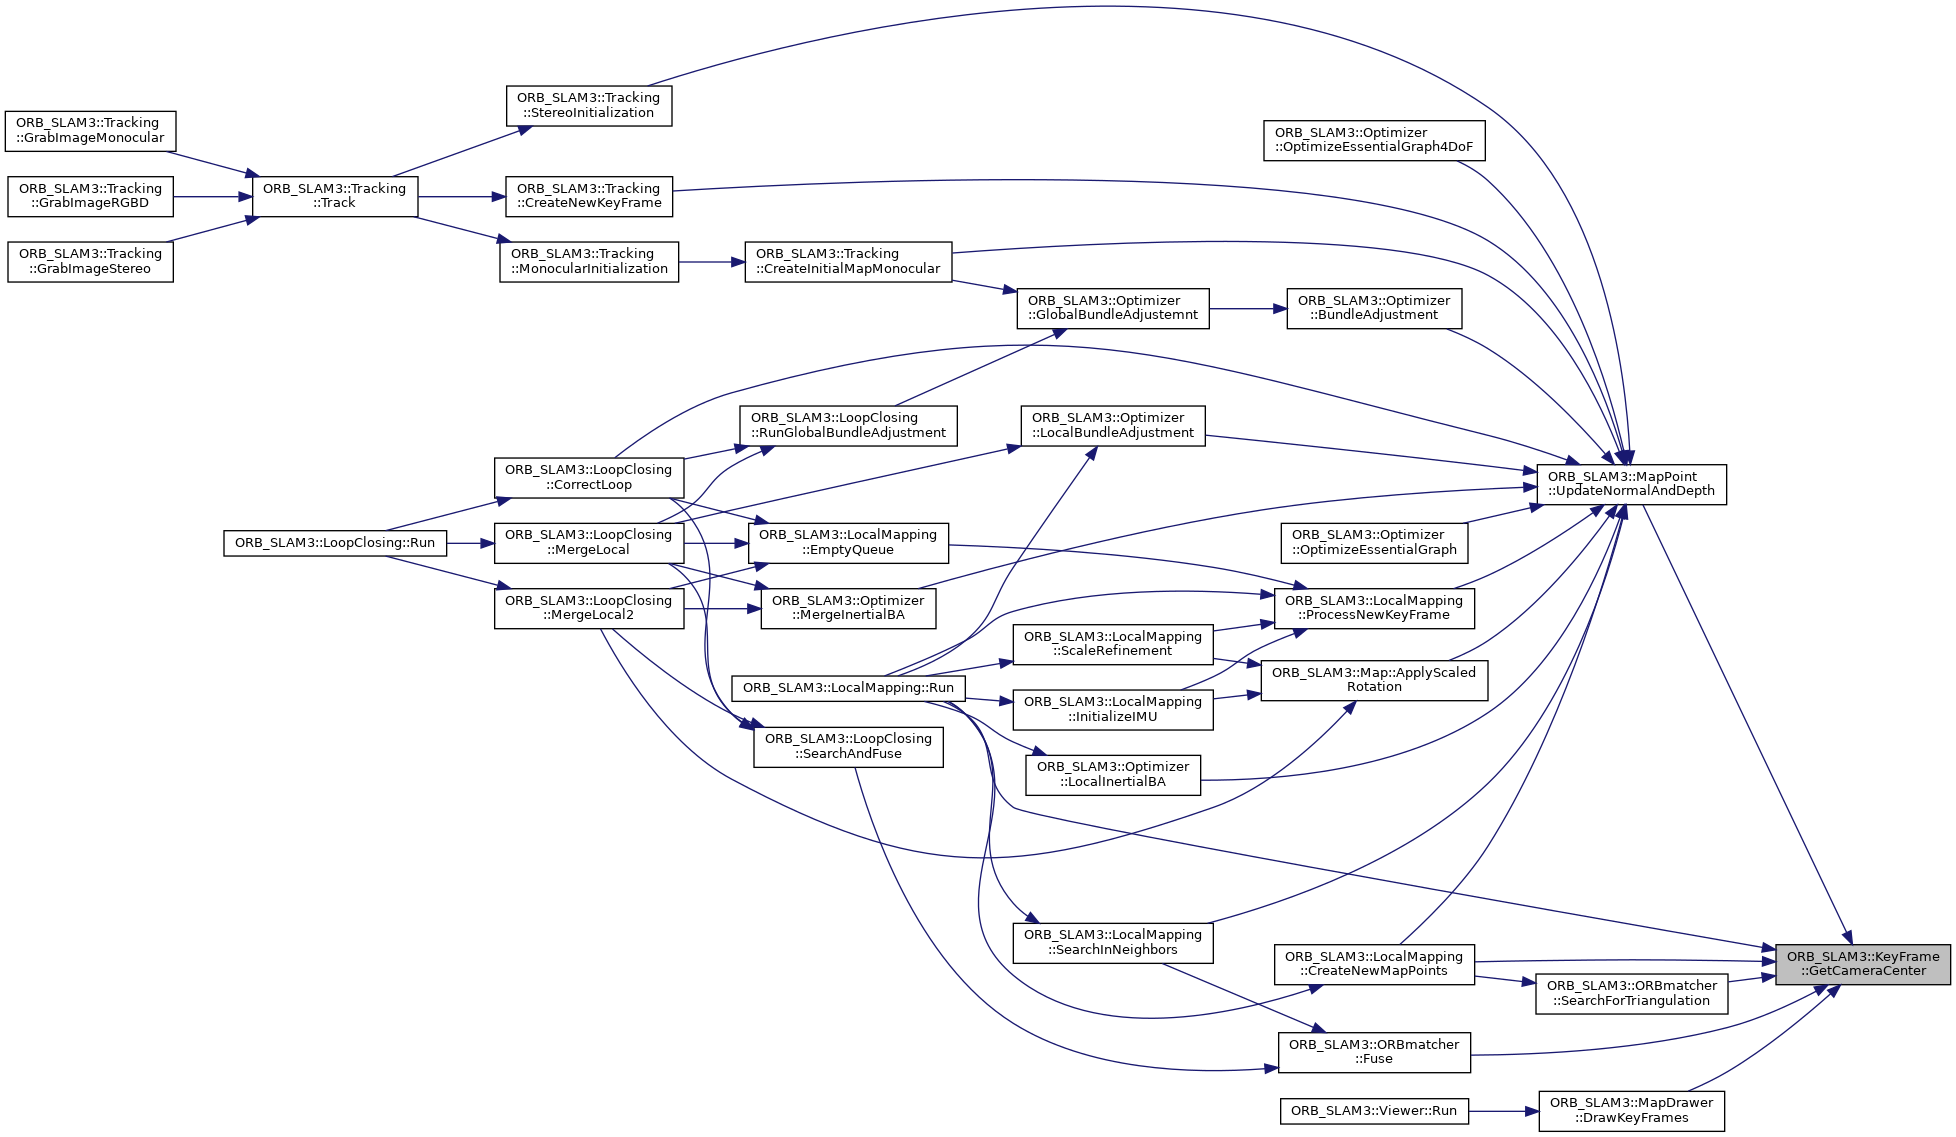 ORB_SLAM3::Tracking
::StereoInitialization
ORB_SLAM3::Tracking
::GrabImageMonocular
ORB_SLAM3::Optimizer
::OptimizeEssentialGraph4DoF
ORB_SLAM3::Tracking
::GrabImageRGBD
ORB_SLAM3::Tracking
::Track
ORB_SLAM3::Tracking
::CreateNewKeyFrame
ORB_SLAM3::Tracking
::GrabImageStereo
ORB_SLAM3::Tracking
::MonocularInitialization
ORB_SLAM3::Tracking
::CreateInitialMapMonocular
ORB_SLAM3::Optimizer
::GlobalBundleAdjustemnt
ORB_SLAM3::Optimizer
::BundleAdjustment
ORB_SLAM3::LoopClosing
::RunGlobalBundleAdjustment
ORB_SLAM3::Optimizer
::LocalBundleAdjustment
ORB_SLAM3::LoopClosing
::CorrectLoop
ORB_SLAM3::MapPoint
::UpdateNormalAndDepth
ORB_SLAM3::LoopClosing::Run
ORB_SLAM3::LoopClosing
::MergeLocal
ORB_SLAM3::LocalMapping
::EmptyQueue
ORB_SLAM3::Optimizer
::OptimizeEssentialGraph
ORB_SLAM3::LoopClosing
::MergeLocal2
ORB_SLAM3::Optimizer
::MergeInertialBA
ORB_SLAM3::LocalMapping
::ProcessNewKeyFrame
ORB_SLAM3::LocalMapping
::ScaleRefinement
ORB_SLAM3::Map::ApplyScaled
Rotation
ORB_SLAM3::LocalMapping::Run
ORB_SLAM3::LocalMapping
::InitializeIMU
ORB_SLAM3::LoopClosing
::SearchAndFuse
ORB_SLAM3::Optimizer
::LocalInertialBA
ORB_SLAM3::LocalMapping
::SearchInNeighbors
ORB_SLAM3::LocalMapping
::CreateNewMapPoints
ORB_SLAM3::KeyFrame
::GetCameraCenter
ORB_SLAM3::ORBmatcher
::SearchForTriangulation
ORB_SLAM3::ORBmatcher
::Fuse
ORB_SLAM3::Viewer::Run
ORB_SLAM3::MapDrawer
::DrawKeyFrames